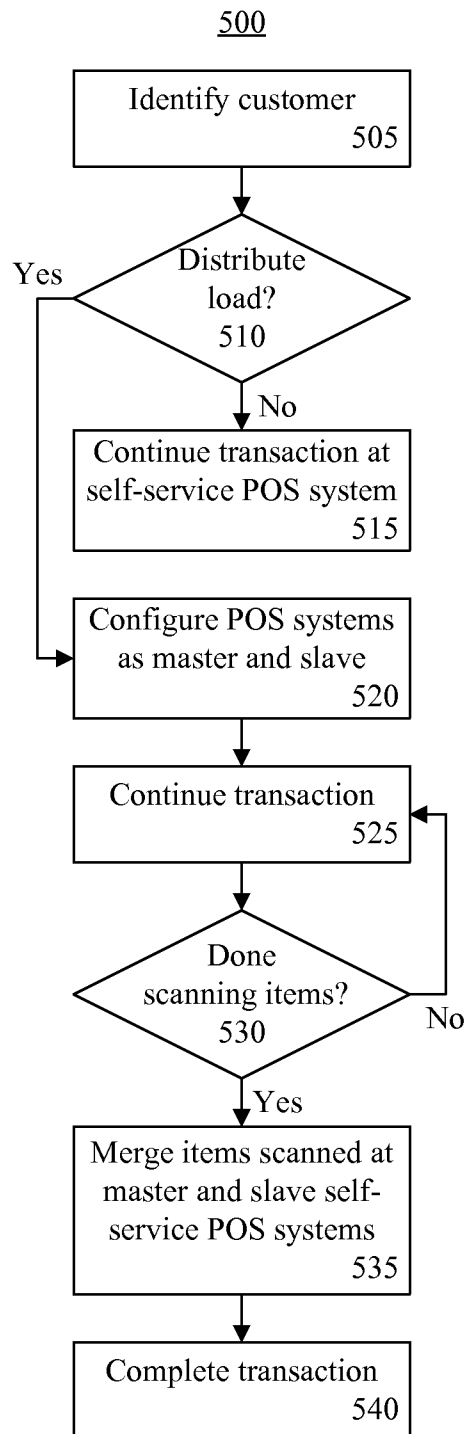 500
Identify customer
505
Distribute
load?
510
Yes
No
Continue transaction at
self-service POS system
515
Configure POS systems
as master and slave
520
Continue transaction
525
Done
scanning items?
530
No
Yes
Merge items scanned at
master and slave self-
service POS systems
535
Complete transaction
540